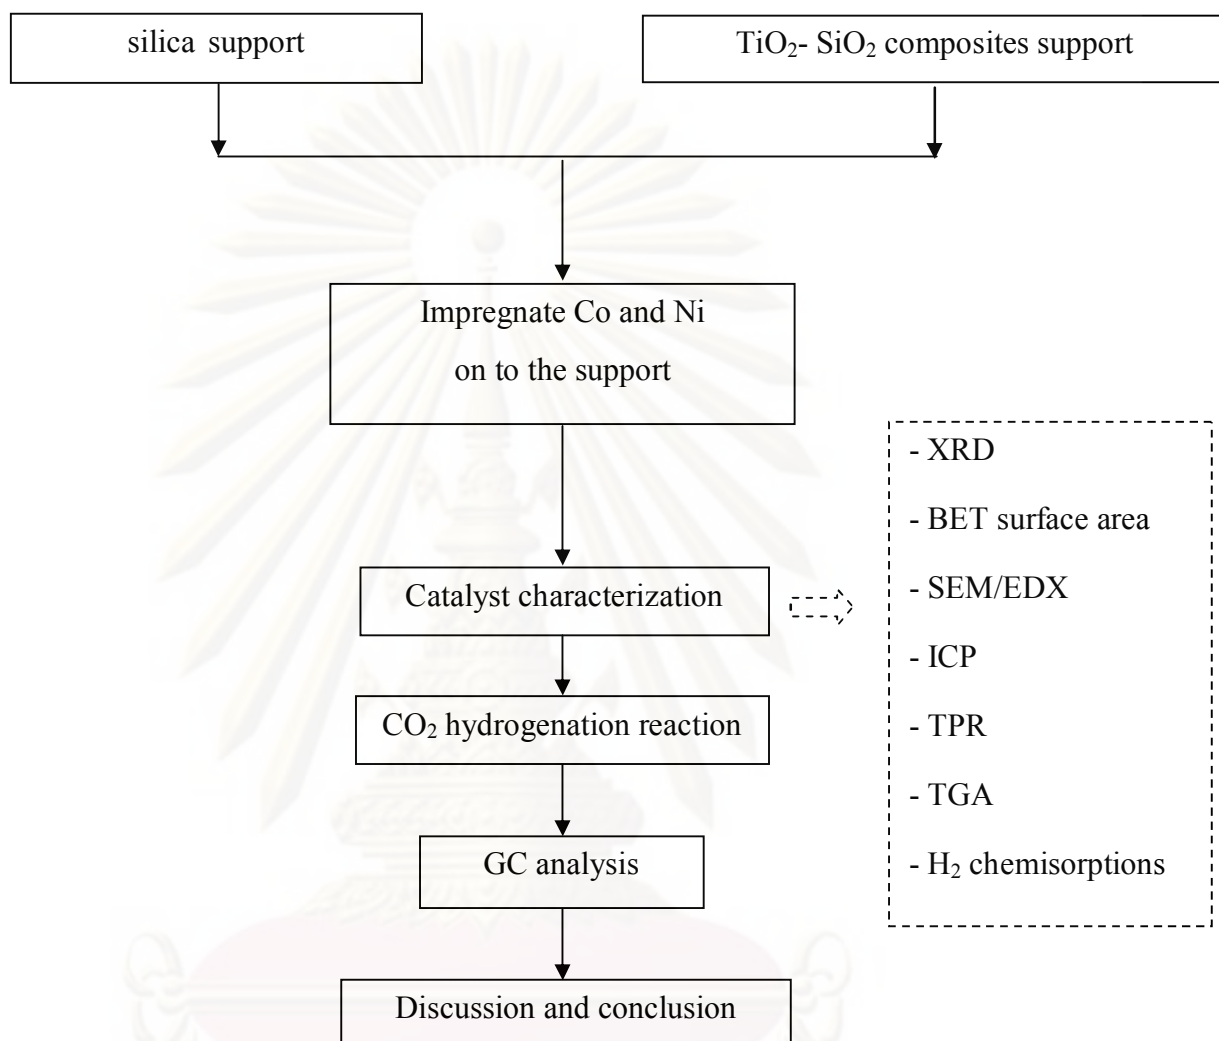 silica support
TiO₂- SiO₂ composites support
Impregnate Co and Ni
on to the support
Catalyst characterization
- XRD
- BET surface area
- SEM/EDX
- ICP
- TPR
- TGA
- H₂ chemisorptions
CO₂ hydrogenation reaction
GC analysis
Discussion and conclusion